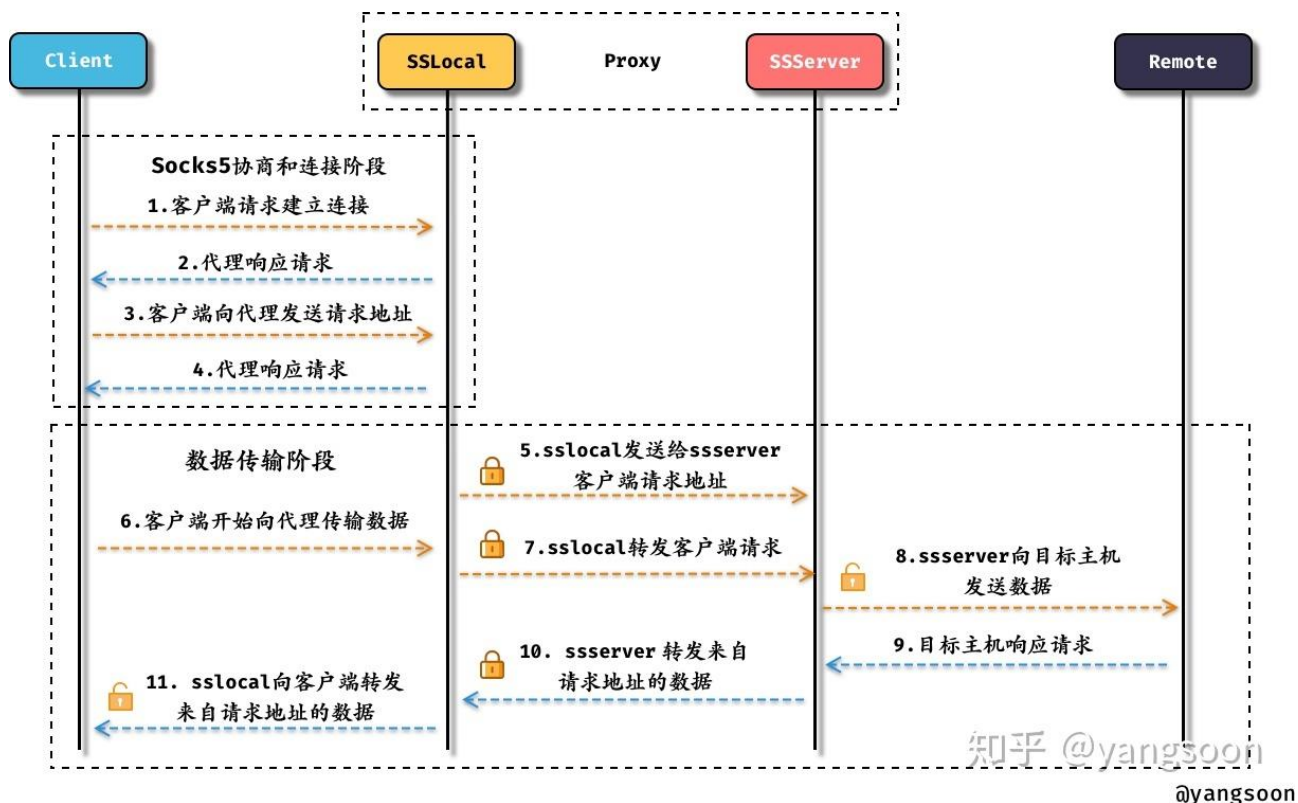 Client
SSLocal
Proxy
SSServer
Remote
Socks5协商和连接阶段
1.客户端请求建立连接
2.代理响应请求
3.客户端向代理发送请求地址
4.代理响应请求
数据传输阶段
5.sslocal发送给ssserver
客户端请求地址
6.客户端开始向代理传输数据
7.sslocal转发客户端请求
8.ssserver向目标主机
发送数据
9.目标主机响应请求
10. ssserver 转发来自
请求地址的数据
11. sslocal向客户端转发
来自请求地址的数据
知乎 @yangsoon
@yangsoon